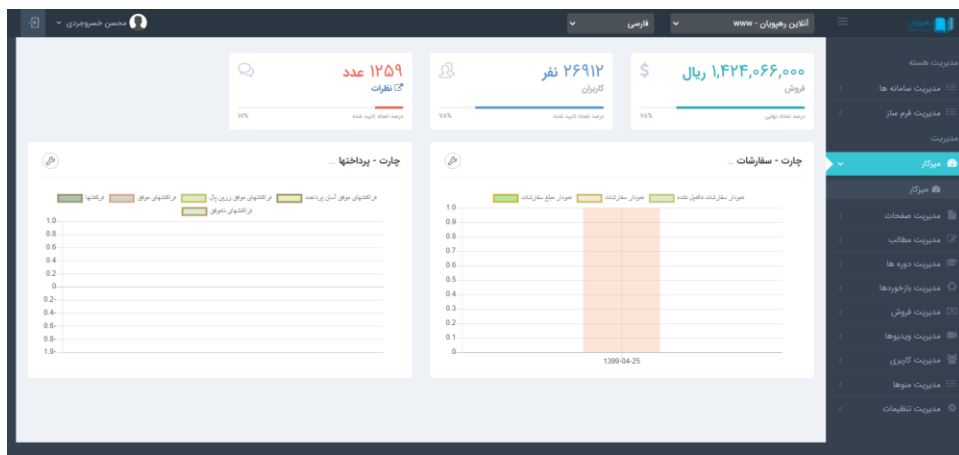 رهپویان
آنلاین رهپویان - www
فارسی
محسن خسروجردی
مدیریت هسته
مدیریت سامانه ها
مدیریت فرم ساز
مدیریت
میزکار
میزکار
مدیریت صفحات
مدیریت مطالب
مدیریت دوره ها
مدیریت بازخوردها
مدیریت فروش
مدیریت ویدیوها
مدیریت کاربری
مدیریت منوها
مدیریت تنظیمات
۱,۴۲۴,۰۶۶,۰۰۰ ریال
فروش
درصد تعداد نهایی
۷۸%
۲۶۹۱۲ نفر
کاربران
درصد تعداد تایید شده
۷۸%
۱۲۵۹ عدد
نظرات
درصد تعداد تایید شده
۱۷%
چارت - سفارشات ...
نمودار سفارشات تکمیل شده
نمودار سفارشات
نمودار مبلغ سفارشات
1.0
0.9
0.8
0.7
0.6
0.5
0.4
0.3
0.2
0.1
0
1399-04-25
چارت - پرداختها ...
تراکنشهای موفق آسان پرداخت
تراکنشهای موفق زرین پال
تراکنشهای موفق
تراکنشها
تراکنشهای ناموفق
1.0
0.8
0.6
0.4
0.2
0
0.2-
0.4-
0.6-
0.8-
1.0-